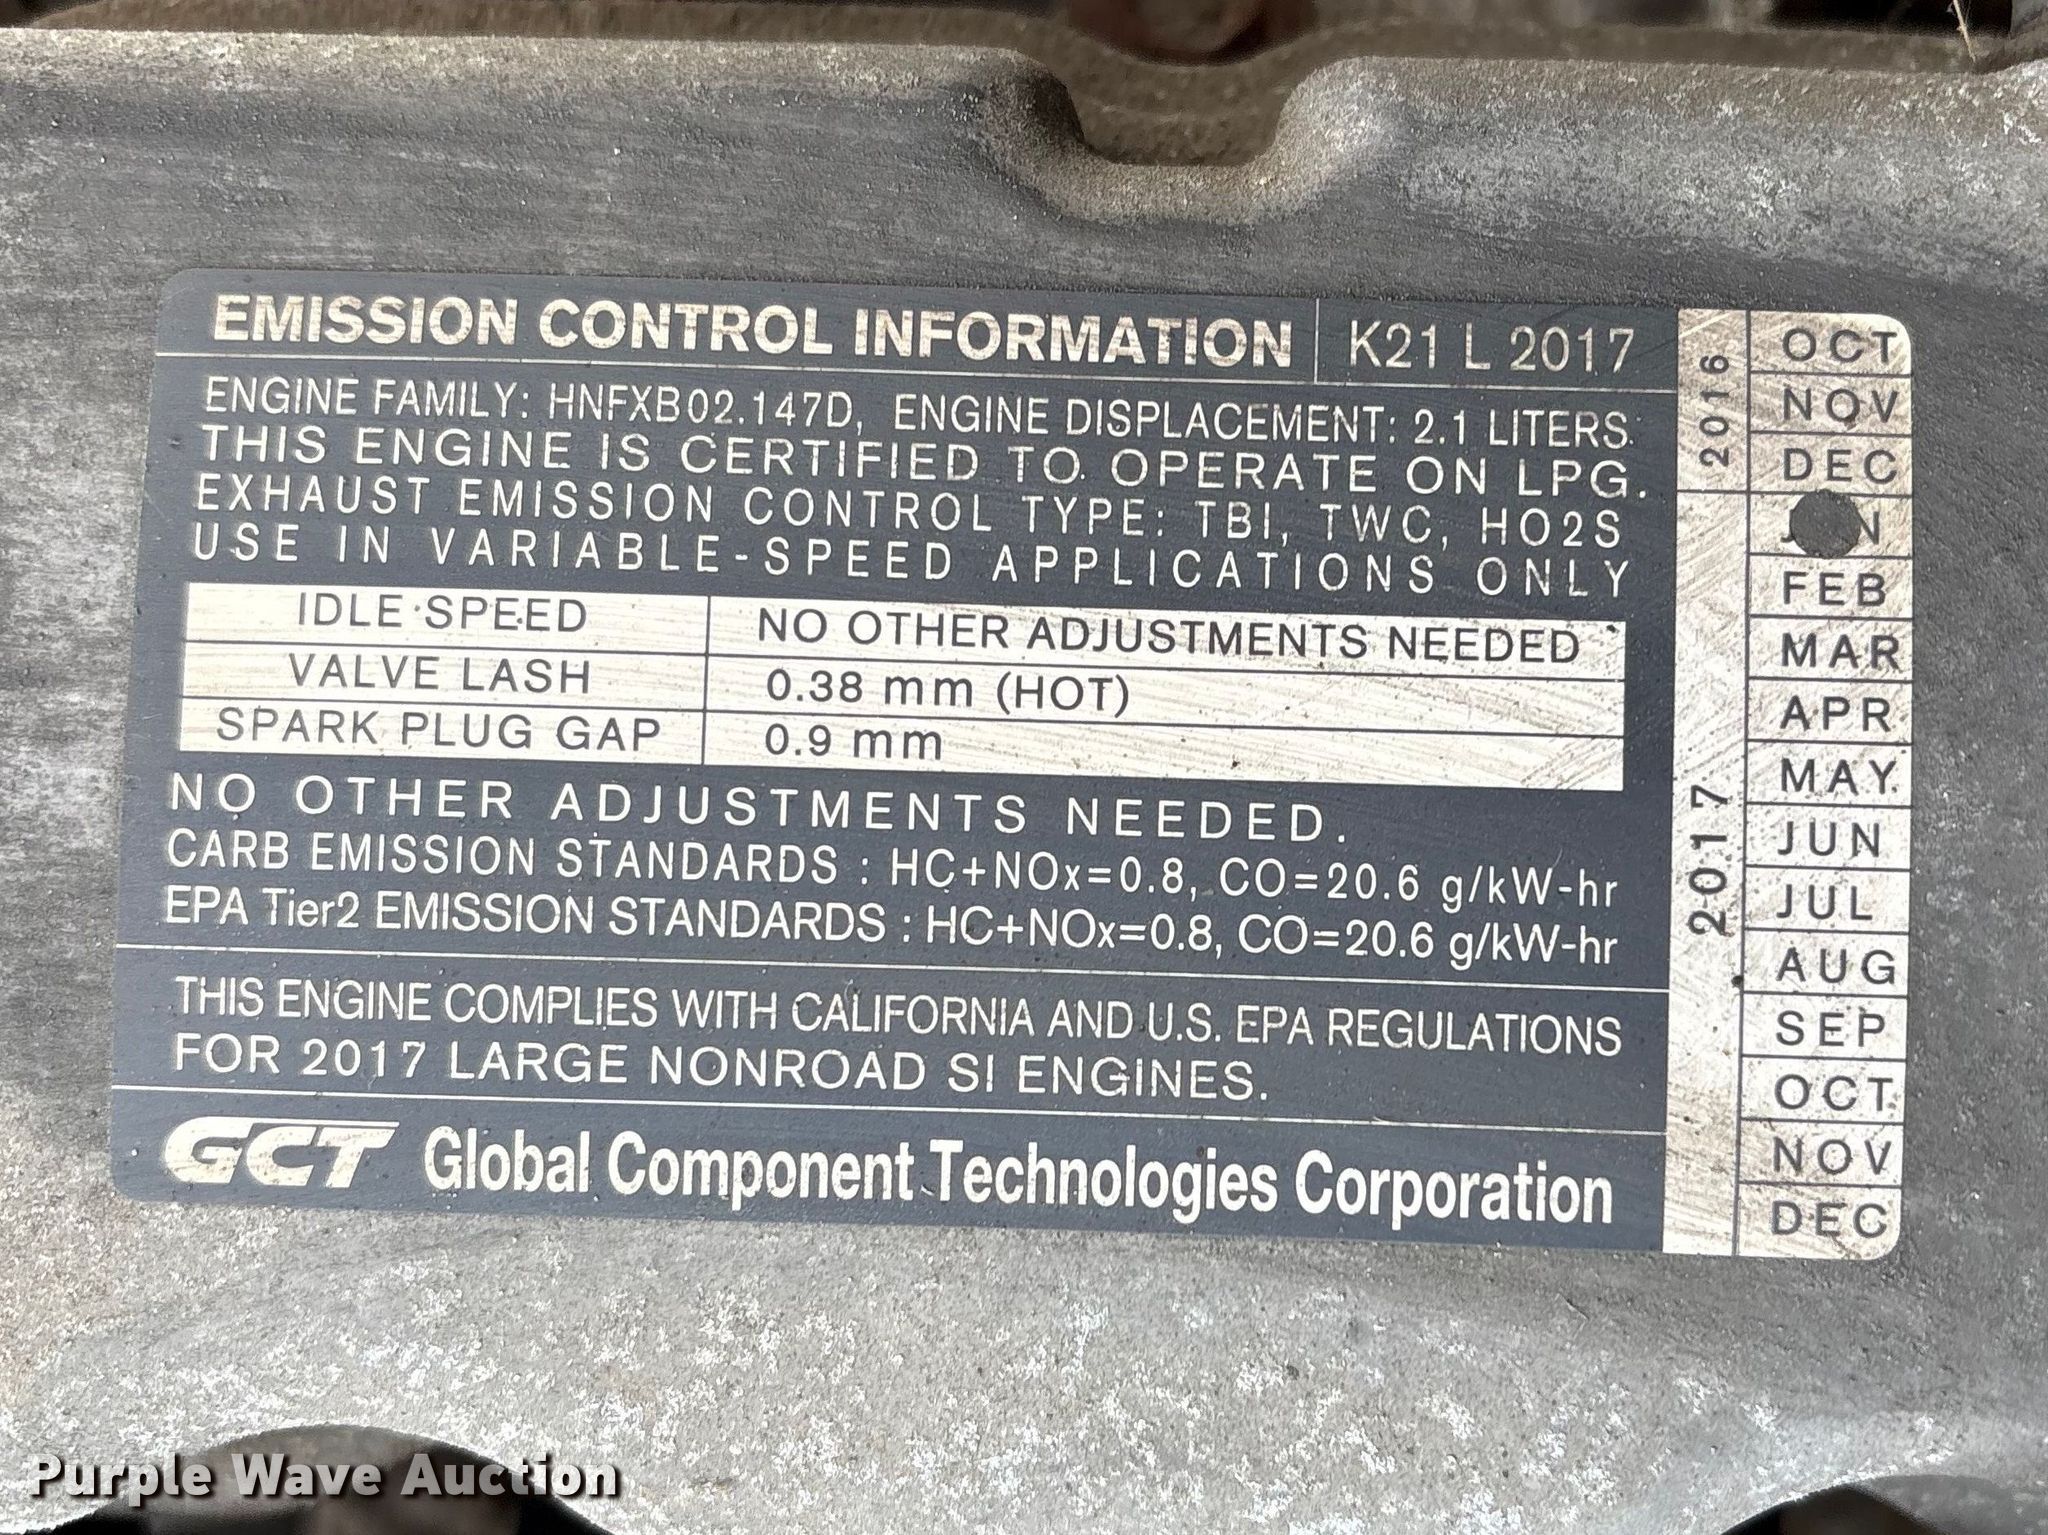 EMISSION CONTROL INFORMATION K21 L 2017
ENGINE FAMILY: HNFXB02.147D, ENGINE DISPLACEMENT: 2.1 LITERS.
THIS ENGINE IS CERTIFIED TO OPERATE ON LPG.
EXHAUST EMISSION CONTROL TYPE: TBI, TWC, HO2S
USE IN VARIABLE-SPEED APPLICATIONS ONLY
IDLE SPEED NO OTHER ADJUSTMENTS NEEDED
VALVE LASH 0.38 mm (HOT)
SPARK PLUG GAP 0.9 mm
NO OTHER ADJUSTMENTS NEEDED.
CARB EMISSION STANDARDS : HC+NOx=0.8, CO=20.6 g/kW-hr
EPA Tier2 EMISSION STANDARDS : HC+NOx=0.8, CO=20.6 g/kW-hr
THIS ENGINE COMPLIES WITH CALIFORNIA AND U.S. EPA REGULATIONS
FOR 2017 LARGE NONROAD SI ENGINES.
GCT Global Component Technologies Corporation
2016
OCT
NOV
DEC
2017
FEB
MAR
APR
MAY
JUN
JUL
AUG
SEP
OCT
NOV
DEC
Purple Wave Auction